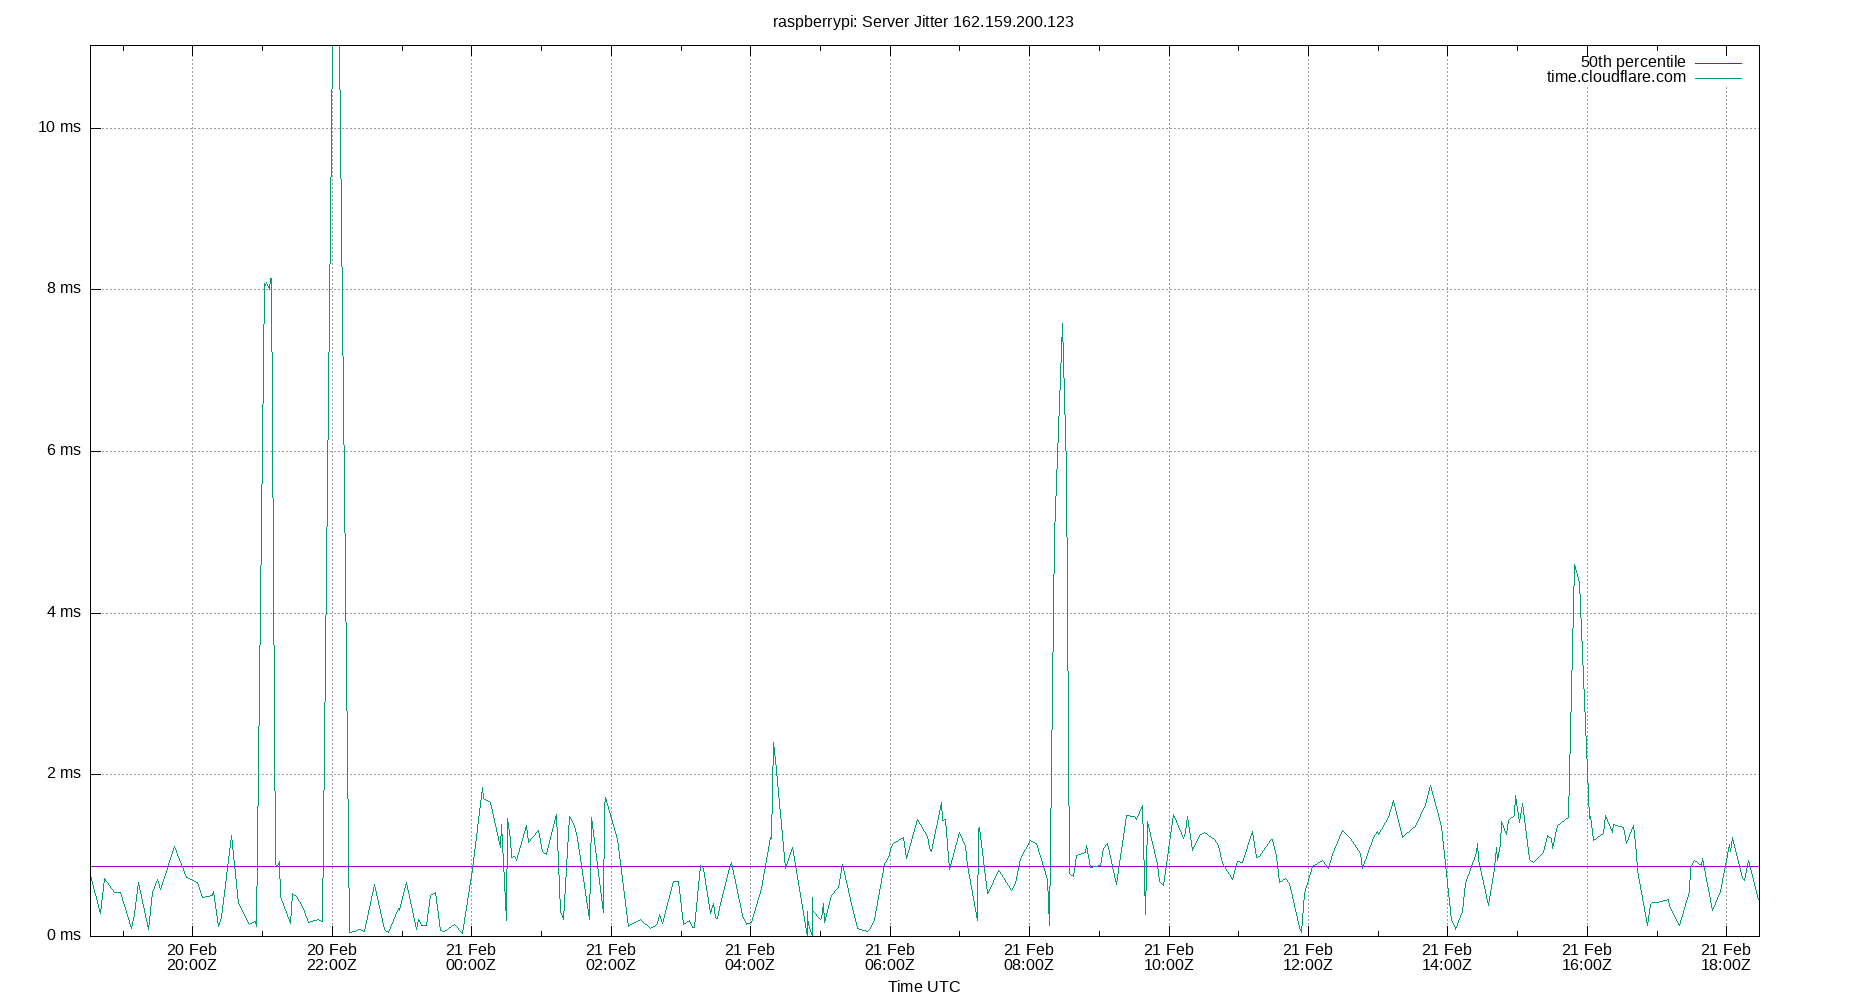 raspberrypi: Server Jitter 162.159.200.123
50th percentile
time.cloudflare.com
10 ms
8 ms
6 ms
4 ms
2 ms
0 ms
20 Feb 20 Feb 21 Feb 21 Feb 21 Feb 21 Feb 21 Feb 21 Feb 21 Feb 21 Feb 21 Feb 21 Feb
20:00Z 22:00Z 00:00Z 02:00Z 04:00Z 06:00Z 08:00Z 10:00Z 12:00Z 14:00Z 16:00Z 18:00Z
Time UTC